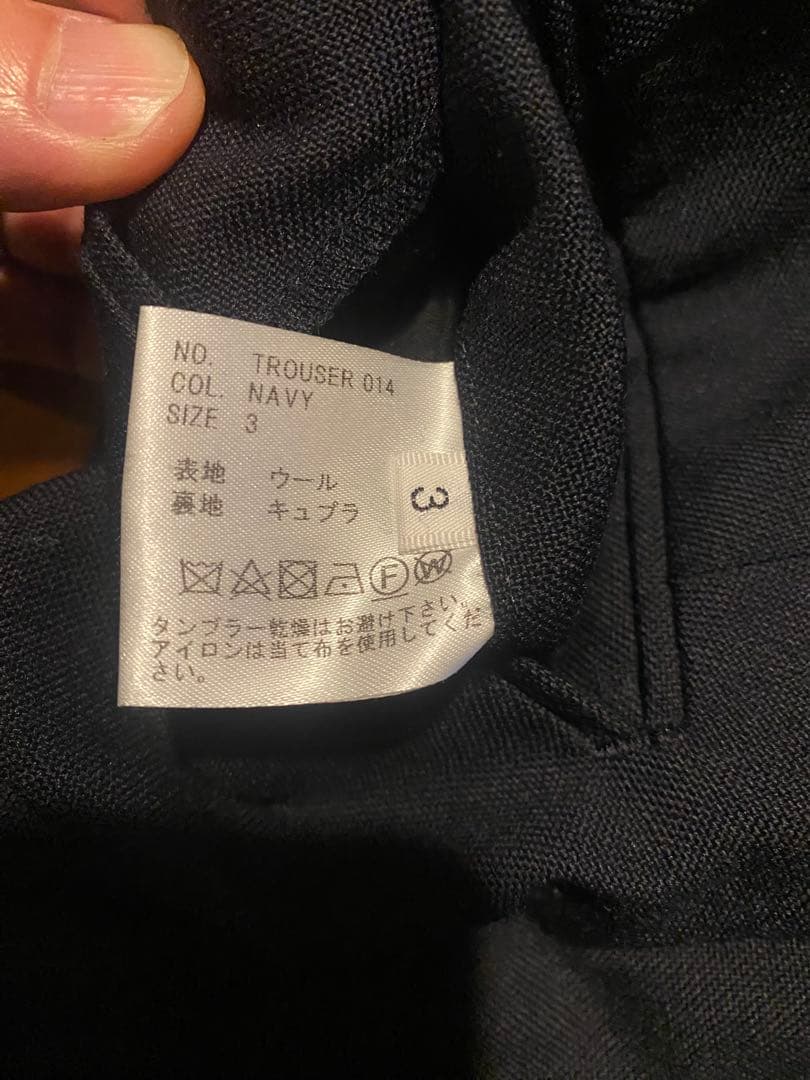 NO. TROUSER 014
COL. NAVY
SIZE 3
表地 ウール
裏地 キュプラ
3
F W
タンブラー乾燥はお避け下さい。
アイロンは当て布を使用してくだ
さい。